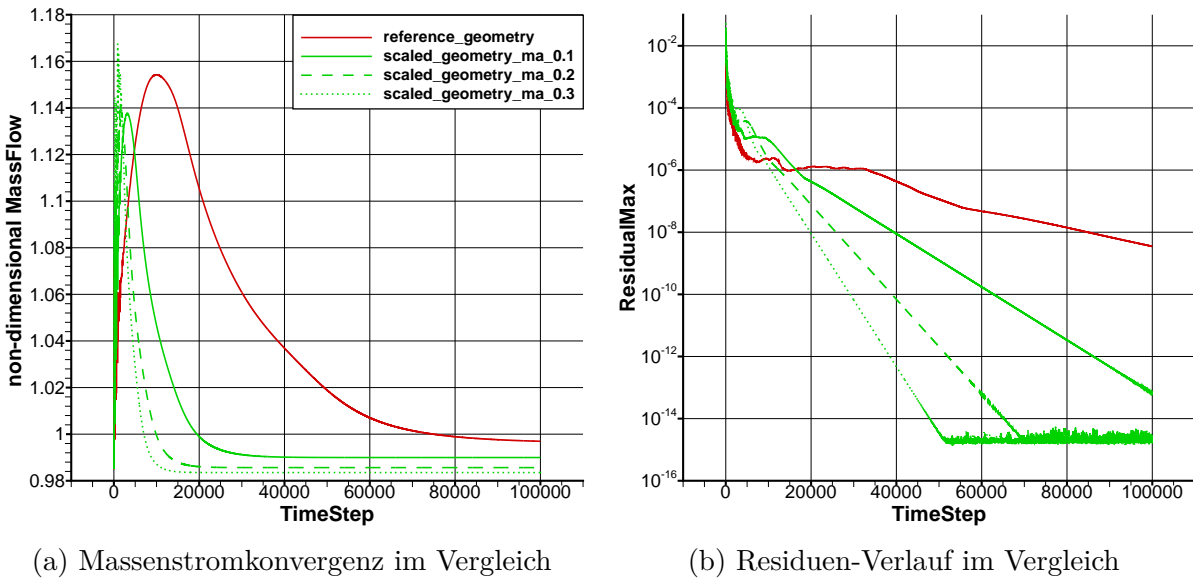 1.18
1.16
1.14
1.12
1.1
1.08
1.06
1.04
1.02
1
0.98
non-dimensional MassFlow
reference_geometry
scaled_geometry_ma_0.1
scaled_geometry_ma_0.2
scaled_geometry_ma_0.3
0 20000 40000 60000 80000 100000
TimeStep
(a) Massenstromkonvergenz im Vergleich
10-2
10-4
10-6
10-8
10-10
10-12
10-14
10-16
ResidualMax
0 20000 40000 60000 80000 100000
TimeStep
(b) Residuen-Verlauf im Vergleich